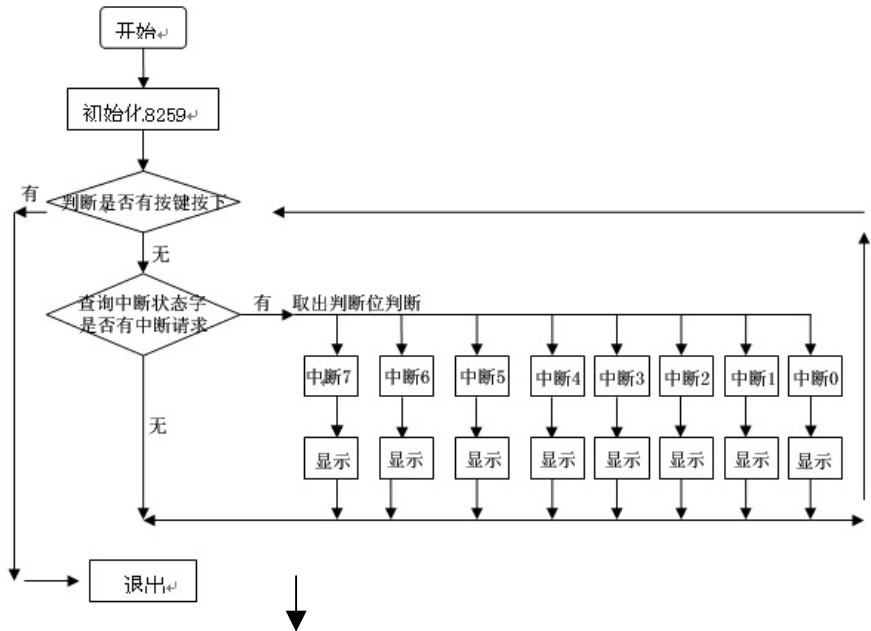 开始
初始化8259
有
判断是否有按键按下
无
查询中断状态字
是否有中断请求
有
取出判断位判断
中断7
中断6
中断5
中断4
中断3
中断2
中断1
中断0
无
显示
显示
显示
显示
显示
显示
显示
显示
退出